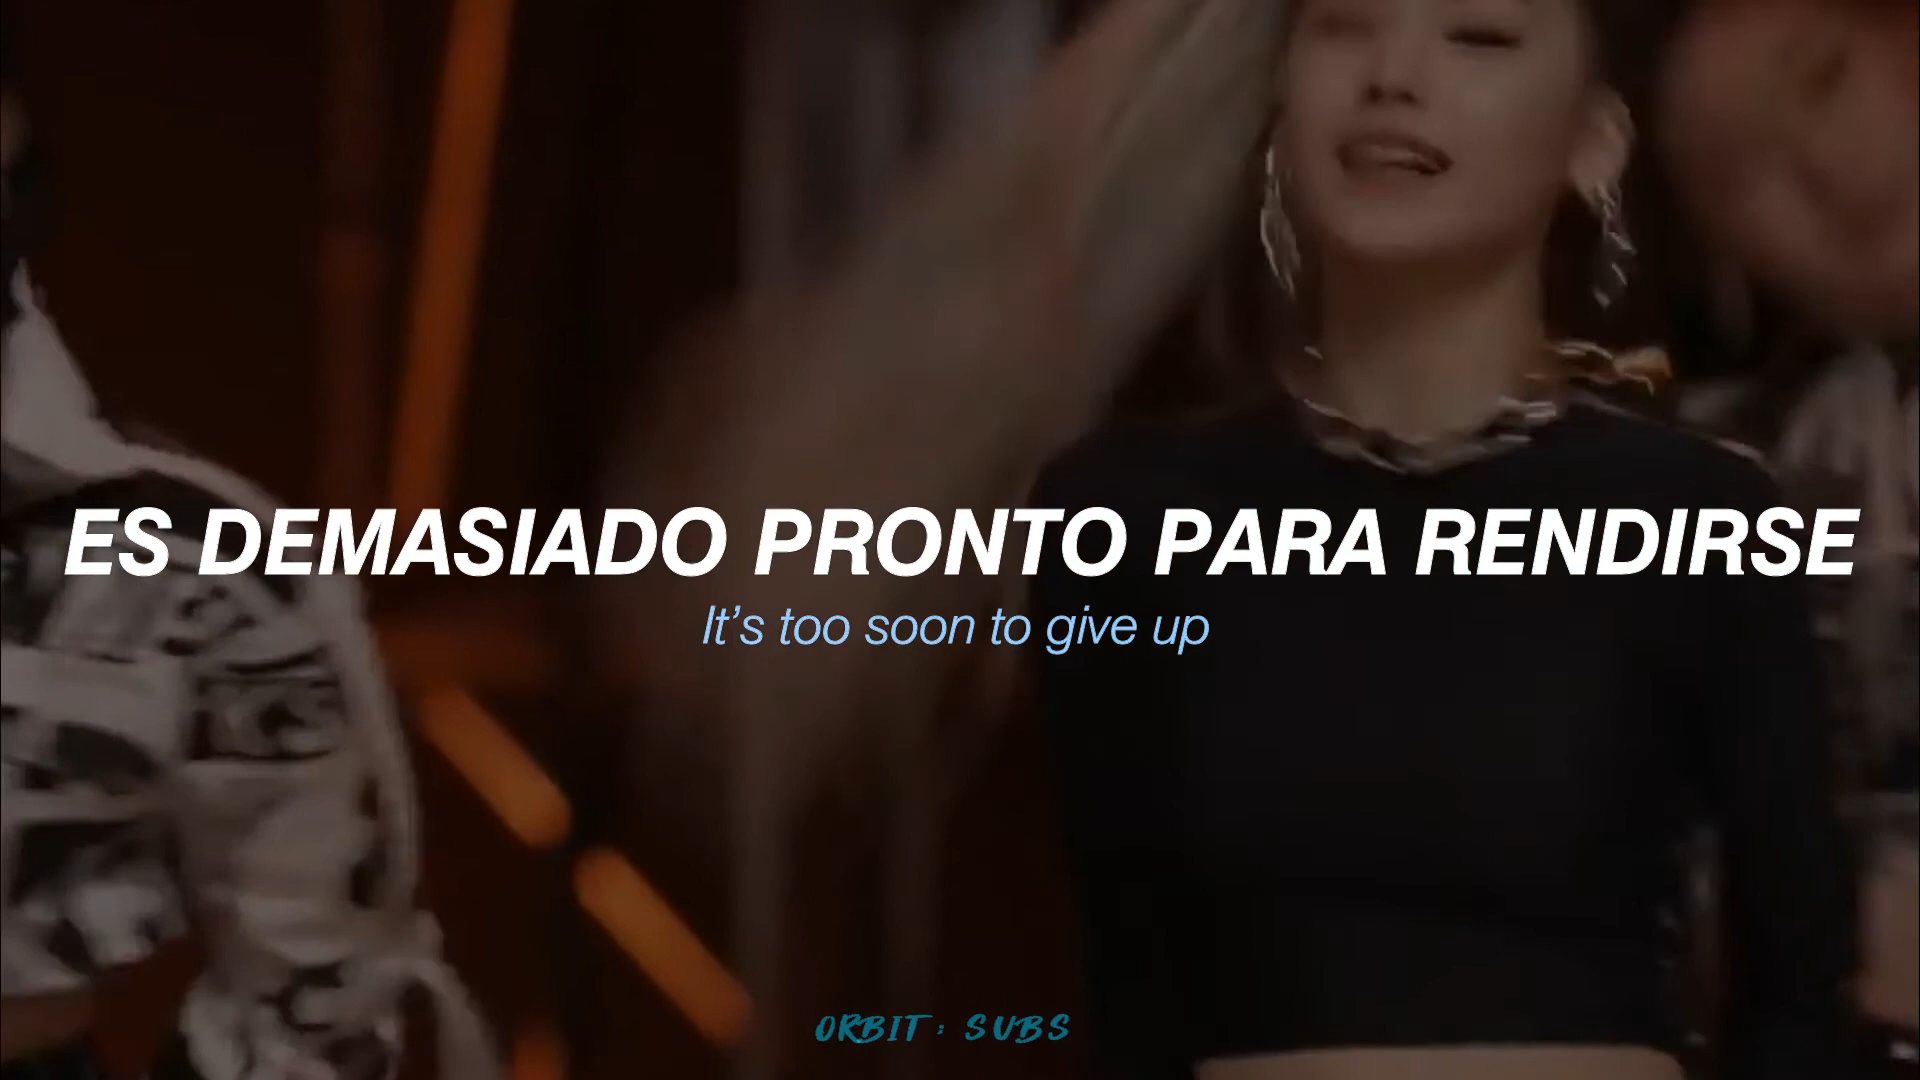 ES DEMASIADO PRONTO PARA RENDIRSE
It's too soon to give up
ORBIT: SUBS